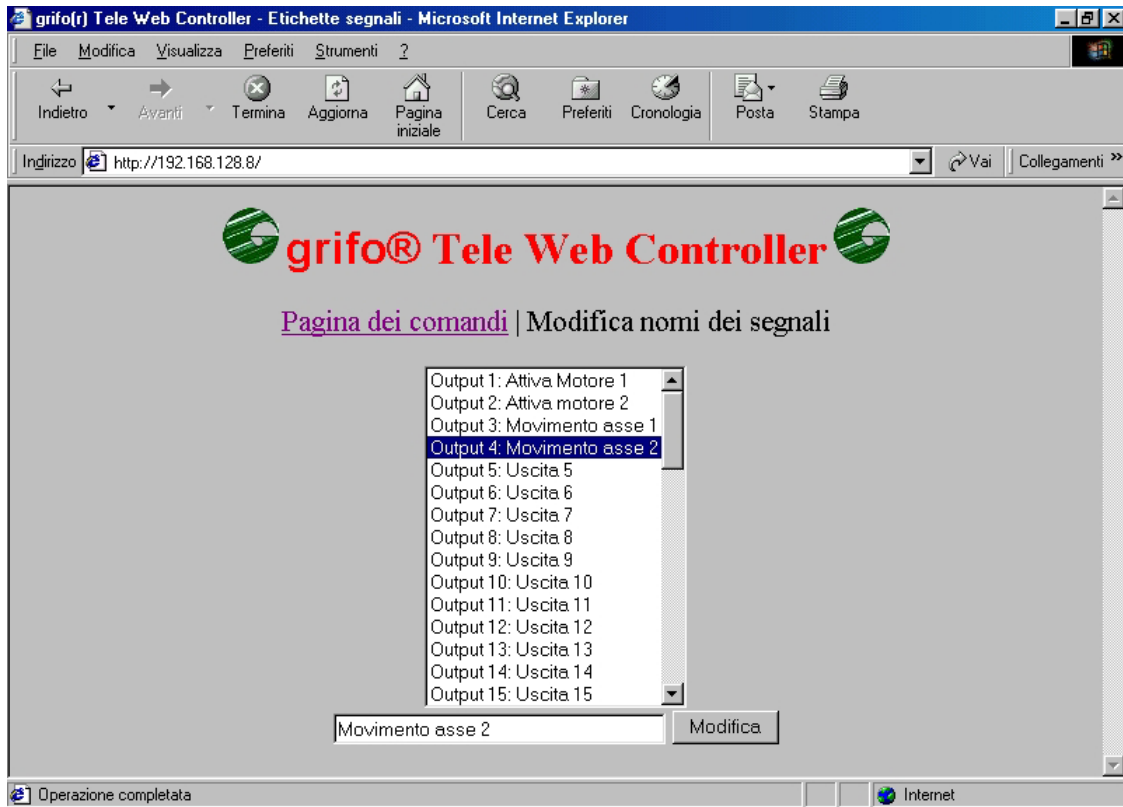 grifo(r) Tele Web Controller - Etichette segnali - Microsoft Internet Explorer
File Modifica Visualizza Preferiti Strumenti ?
Indietro Avanti Termina Aggiorna Pagina iniziale Cerca Preferiti Cronologia Posta Stampa
Indirizzo http://192.168.128.8/ Vai Collegamenti »
grifo® Tele Web Controller
Pagina dei comandi | Modifica nomi dei segnali
Output 1: Attiva Motore 1
Output 2: Attiva motore 2
Output 3: Movimento asse 1
Output 4: Movimento asse 2
Output 5: Uscita 5
Output 6: Uscita 6
Output 7: Uscita 7
Output 8: Uscita 8
Output 9: Uscita 9
Output 10: Uscita 10
Output 11: Uscita 11
Output 12: Uscita 12
Output 13: Uscita 13
Output 14: Uscita 14
Output 15: Uscita 15
Movimento asse 2 Modifica
Operazione completata Internet